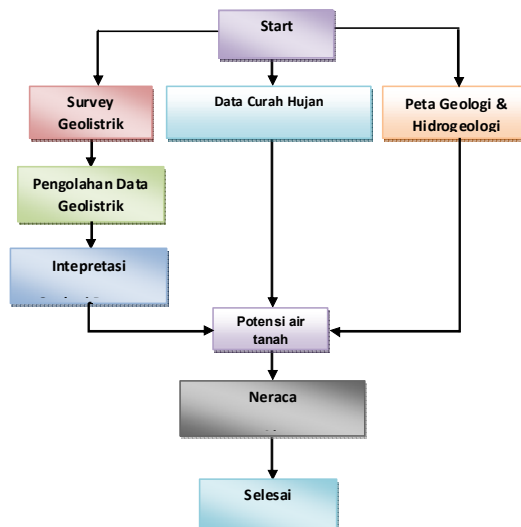 Start
Survey
Geolistrik
Data Curah Hujan
Peta Geologi &
Hidrogeologi
Pengolahan Data
Geolistrik
Intepretasi
Potensi air
tanah
Neraca
Selesai